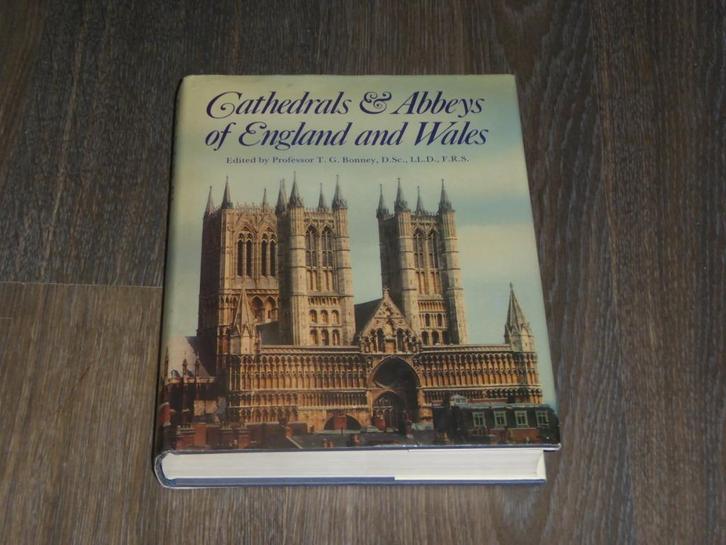 Cathedrals & Abbeys
of England and Wales
Edited by Professor T. G. Bonney, D.Sc., LL.D., F.R.S.